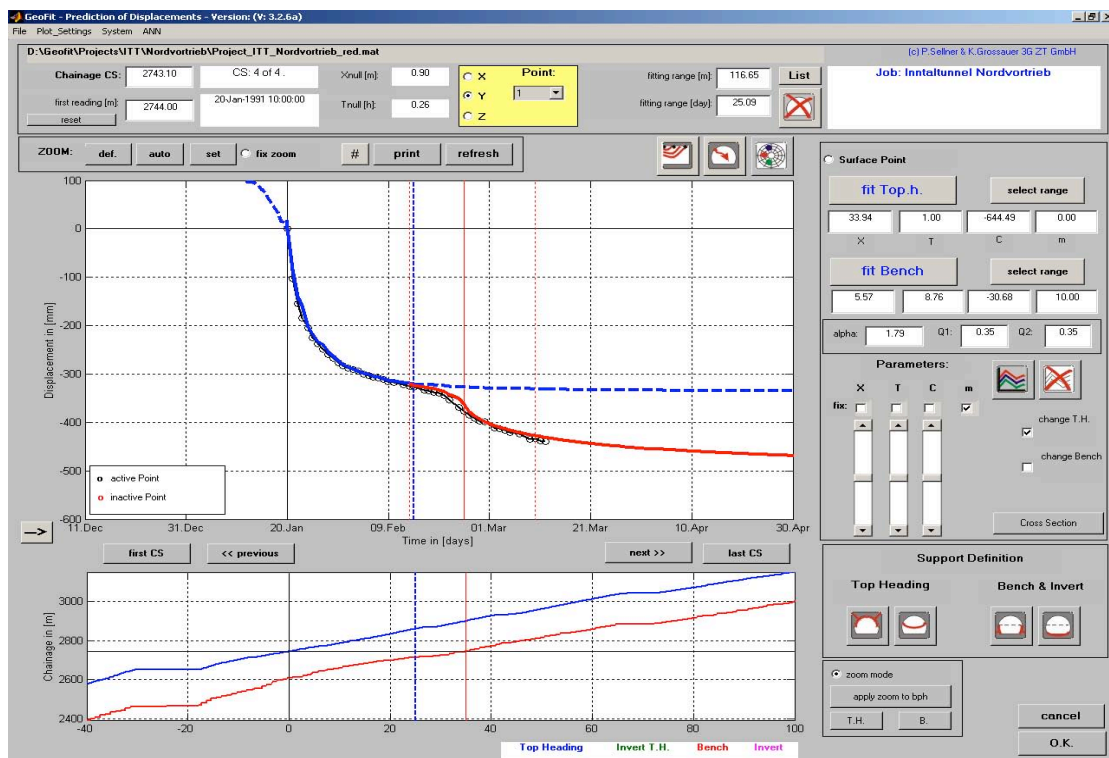 GeoFit - Prediction of Displacements - Version: (V: 3.2.6a)
File Plot_Settings System ANN
D:\Geofit\Projects\ITT\Nordvortrieb\Project_ITT_Nordvortrieb_red.mat
(c) P.Sellner & K.Grossauer 3G ZT GmbH
Chainage CS: 2743.10 CS: 4 of 4 . Xnull [m]: 0.90 X Point: fitting range [m]: 116.65 List Job: Inntaltunnel Nordvortrieb
Y 1
first reading [m]: 2744.00 20-Jan-1991 10:00:00 Tnull [h]: 0.26 Z fitting range [day]: 25.09
reset
ZOOM: def. auto set fix zoom # print refresh
Surface Point
fit Top.h. select range
33.94 1.00 -644.49 0.00
X T C m
fit Bench select range
5.57 8.76 -30.68 10.00
alpha: 1.79 Q1: 0.35 Q2: 0.35
Parameters:
X T C m
fix:
change T.H.
change Bench
Cross Section
100
0
-100
-200
-300
-400
-500
-600
Displacement in [mm]
active Point
inactive Point
11.Dec 31.Dec 20.Jan 09.Feb 01.Mar 21.Mar 10.Apr 30.Apr
Time in [days]
-->
first CS << previous next >> last CS
Support Definition
Top Heading Bench & Invert
3000
2800
2600
2400
Chainage in [m]
-40 -20 0 20 40 60 80 100
Top Heading Invert T.H. Bench Invert
zoom mode
apply zoom to bph
T.H. B.
cancel
O.K.